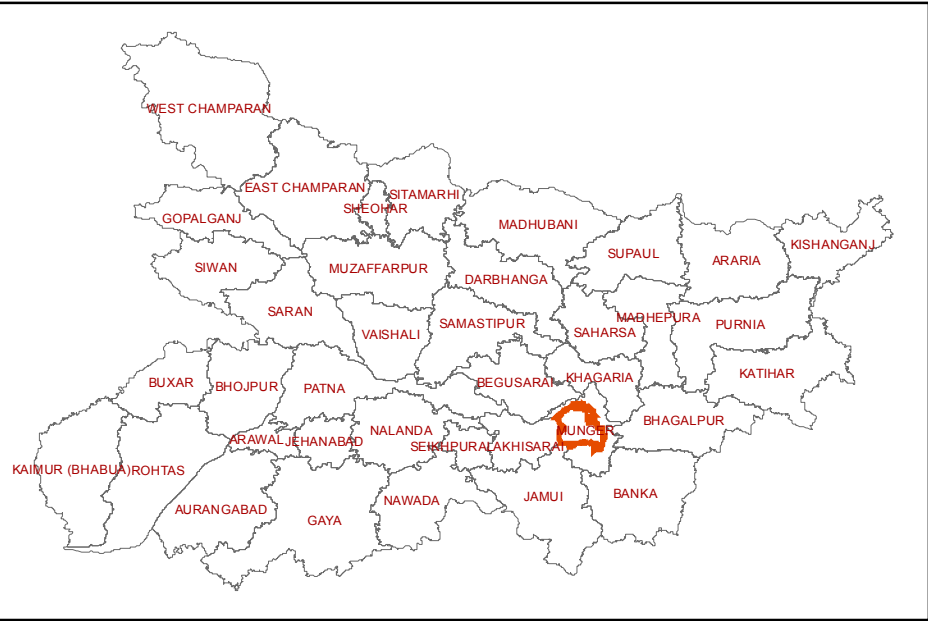 WEST CHAMPARAN
EAST CHAMPARAN
SITAMARHI
SHEOHAR
GOPALGANJ
MADHUBANI
KISHANGANJ
SUPAUL
ARARIA
SIWAN
MUZAFFARPUR
DARBHANGA
SARAN
MADHEPURA
SAMASTIPUR
PURNIA
VAISHALI
SAHARSA
KATIHAR
BUXAR
BHOJPUR
PATNA
BEGUSARAI
KHAGARIA
BHAGALPUR
MUNGER
NALANDA
ARAWAL
JEHANABAD
SEIKHPURA
LAKHISARAI
KAIMUR (BHABUA)
ROHTAS
BANKA
JAMUI
NAWADA
AURANGABAD
GAYA